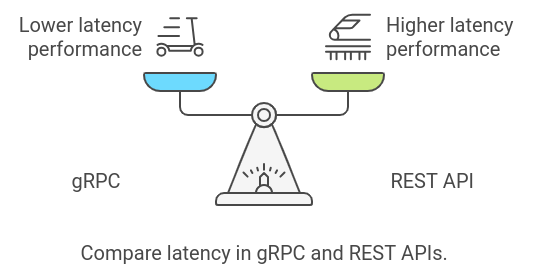 Lower latency
performance
Higher latency
performance
gRPC
REST API
Compare latency in gRPC and REST APIs.